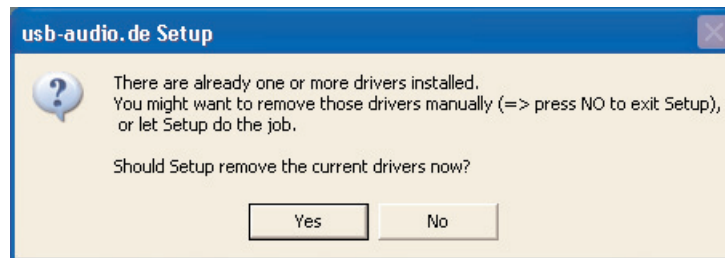 usb-audio.de Setup
There are already one or more drivers installed.
You might want to remove those drivers manually (=> press NO to exit Setup),
or let Setup do the job.
Should Setup remove the current drivers now?
Yes
No